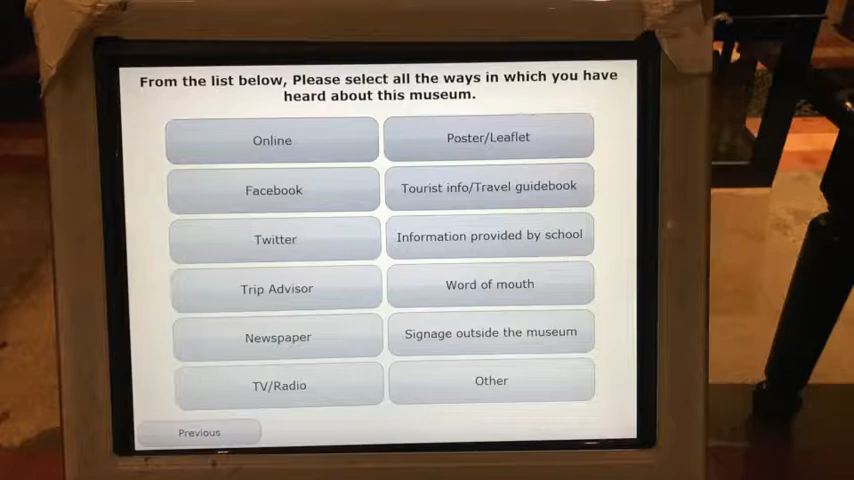 From the list below, Please select all the ways in which you have
heard about this museum.
Online
Poster/Leaflet
Facebook
Tourist info/Travel guidebook
Twitter
Information provided by school
Trip Advisor
Word of mouth
Newspaper
Signage outside the museum
TV/Radio
Other
Previous